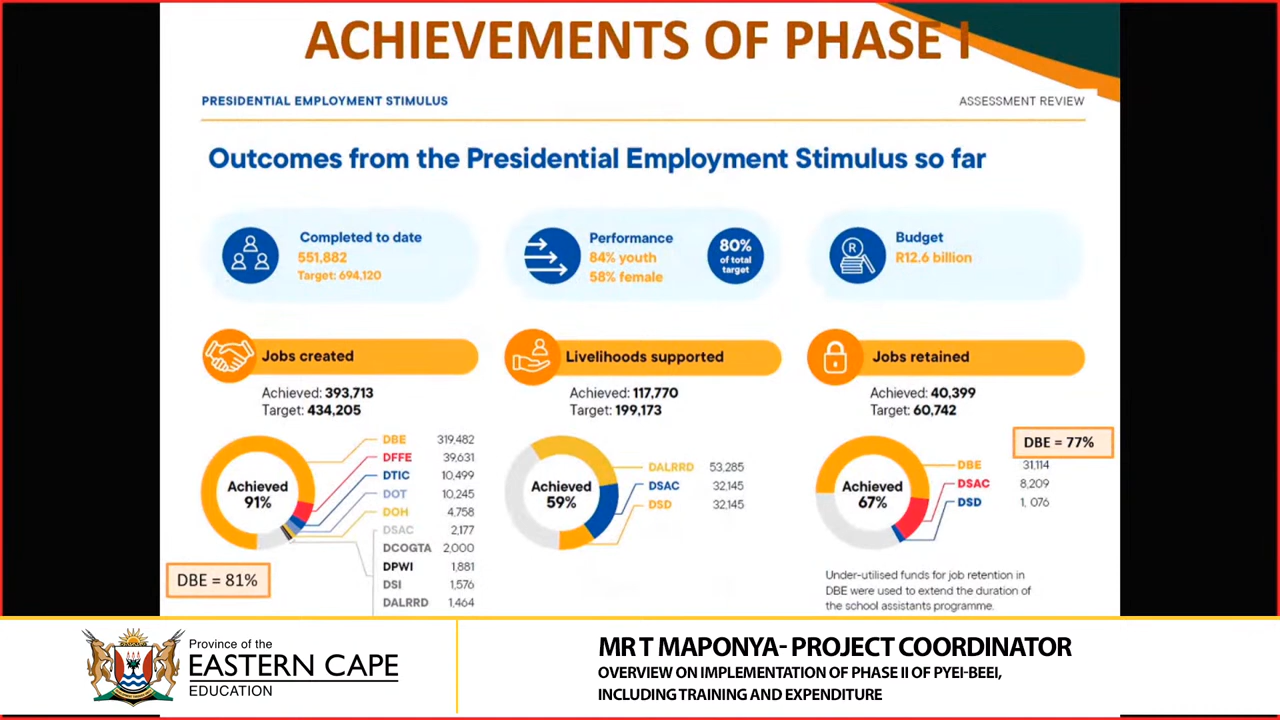 ACHIEVEMENTS OF PHASE I
PRESIDENTIAL EMPLOYMENT STIMULUS
ASSESSMENT REVIEW
Outcomes from the Presidential Employment Stimulus so far
Completed to date
551,882
Target: 694,120
Performance
84% youth
58% female
80%
of total
target
R
Budget
R12.6 billion
Jobs created
Achieved: 393,713
Target: 434,205
Achieved
91%
DBE 319,482
DFFE 39,631
DTIC 10,499
DOT 10,245
DOH 4,758
DSAC 2,177
DCOGTA 2,000
DPWI 1,881
DSI 1,576
DALRRD 1,464
DBE = 81%
Livelihoods supported
Achieved: 117,770
Target: 199,173
Achieved
59%
DALRRD 53,285
DSAC 32,145
DSD 32,145
Jobs retained
Achieved: 40,399
Target: 60,742
DBE = 77%
Achieved
67%
DBE 31,114
DSAC 8,209
DSD 1, 076
Under-utilised funds for job retention in
DBE were used to extend the duration of
the school assistants programme.
Province of the
EASTERN CAPE
EDUCATION
MR T MAPONYA- PROJECT COORDINATOR
OVERVIEW ON IMPLEMENTATION OF PHASE II OF PYEI-BEEI,
INCLUDING TRAINING AND EXPENDITURE